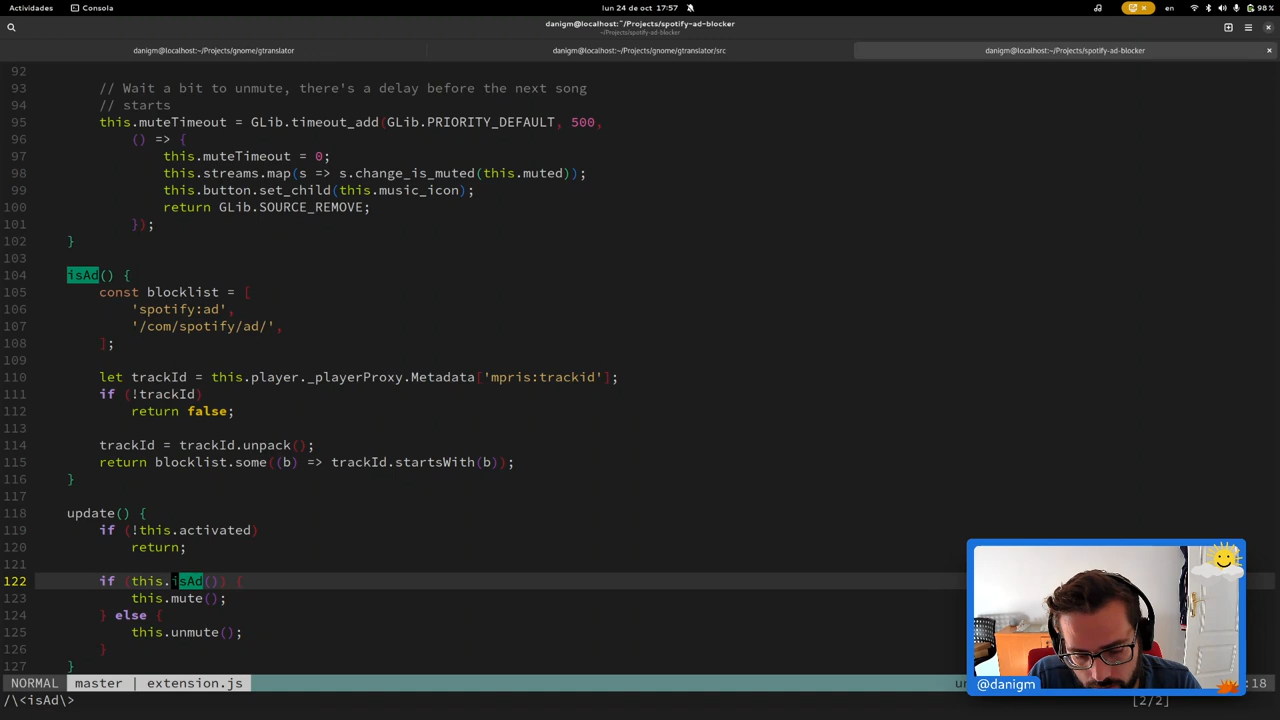 Actividades Consola lun 24 de oct 17:57 en 98 %
danigm@localhost:~/Projects/spotify-ad-blocker
~/Projects/spotify-ad-blocker
danigm@localhost:~/Projects/gnome/gtranslator danigm@localhost:~/Projects/gnome/gtranslator/src danigm@localhost:~/Projects/spotify-ad-blocker
92
93 // Wait a bit to unmute, there's a delay before the next song
94 // starts
95 this.muteTimeout = GLib.timeout_add(GLib.PRIORITY_DEFAULT, 500,
96 () => {
97 this.muteTimeout = 0;
98 this.streams.map(s => s.change_is_muted(this.muted));
99 this.button.set_child(this.music_icon);
100 return GLib.SOURCE_REMOVE;
101 });
102 }
103
104 isAd() {
105 const blocklist = [
106 'spotify:ad',
107 '/com/spotify/ad/',
108 ];
109
110 let trackId = this.player._playerProxy.Metadata['mpris:trackid'];
111 if (!trackId)
112 return false;
113
114 trackId = trackId.unpack();
115 return blocklist.some((b) => trackId.startsWith(b));
116 }
117
118 update() {
119 if (!this.activated)
120 return;
121
122 if (this.isAd()) {
123 this.mute();
124 } else {
125 this.unmute();
126 }
127 }
NORMAL master | extension.js :18
/\<isAd\> [2/2]
@danigm